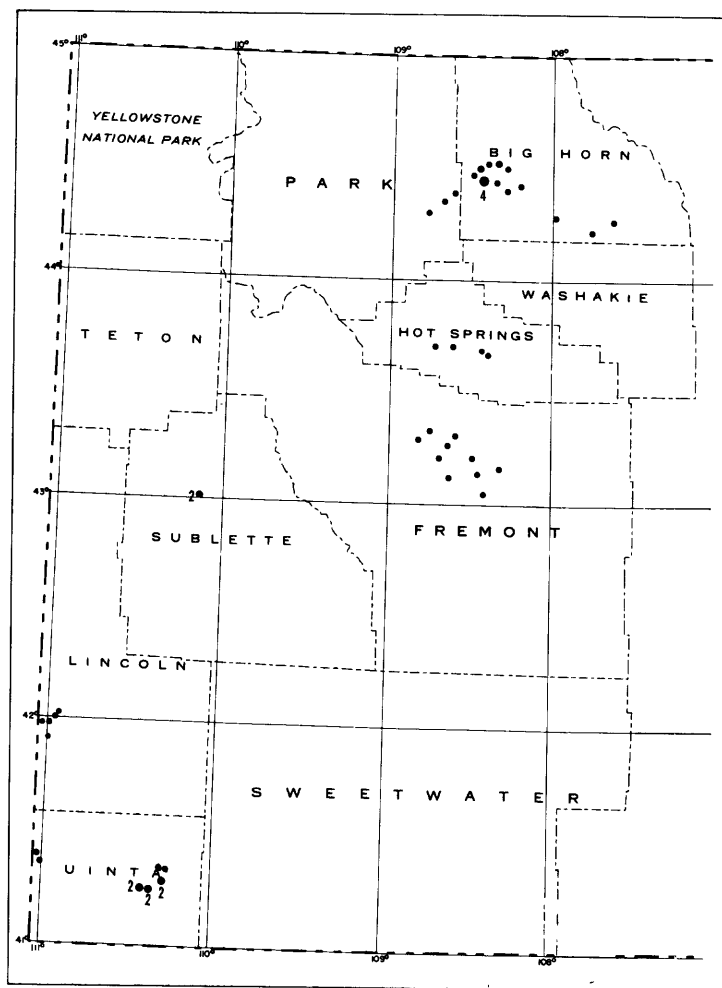 45°
111°
110°
109°
108°
YELLOWSTONE
NATIONAL PARK
BIG HORN
PARK
4
44°
WASHAKIE
TETON
HOT SPRINGS
43°
2
SUBLETTE
FREMONT
LINCOLN
42°
SWEETWATER
UINTA
2
2
2
41°
111°
110°
109°
108°